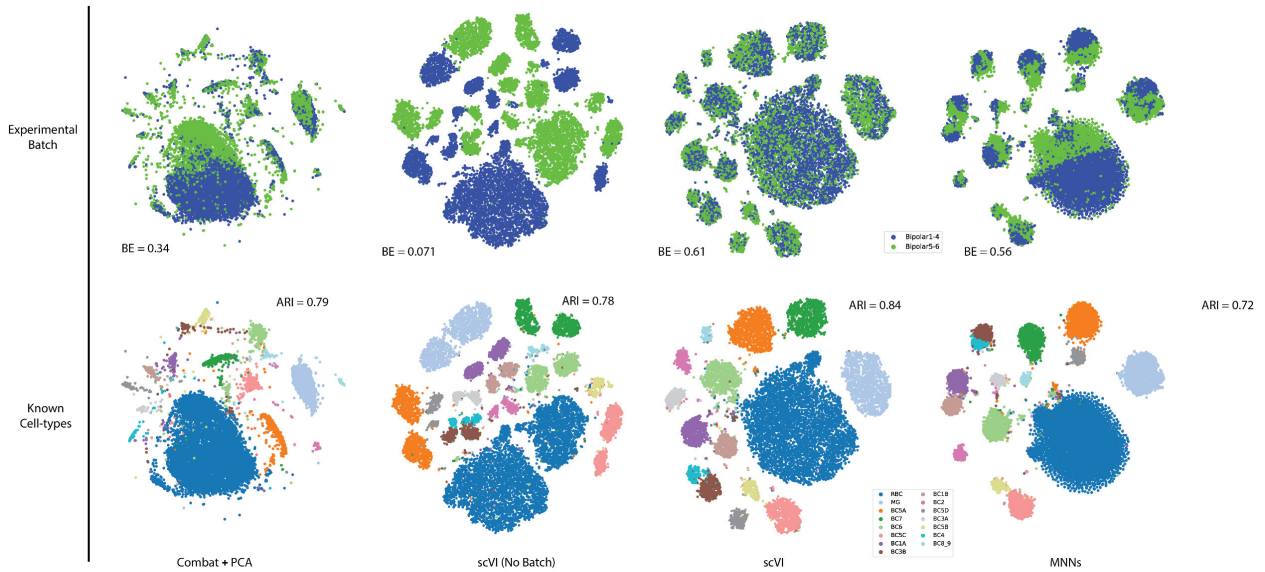 Experimental
Batch
BE = 0.34
BE = 0.071
BE = 0.61
Bipolar1-4
Bipolar5-6
BE = 0.56
ARI = 0.79
ARI = 0.78
ARI = 0.84
ARI = 0.72
Known
Cell-types
RBC
MG
BC5A
BC7
BC6
BC5C
BC1A
BC3B
BC1B
BC2
BC5D
BC3A
BC5B
BC4
BC8_9
Combat + PCA
scVI (No Batch)
scVI
MNNs